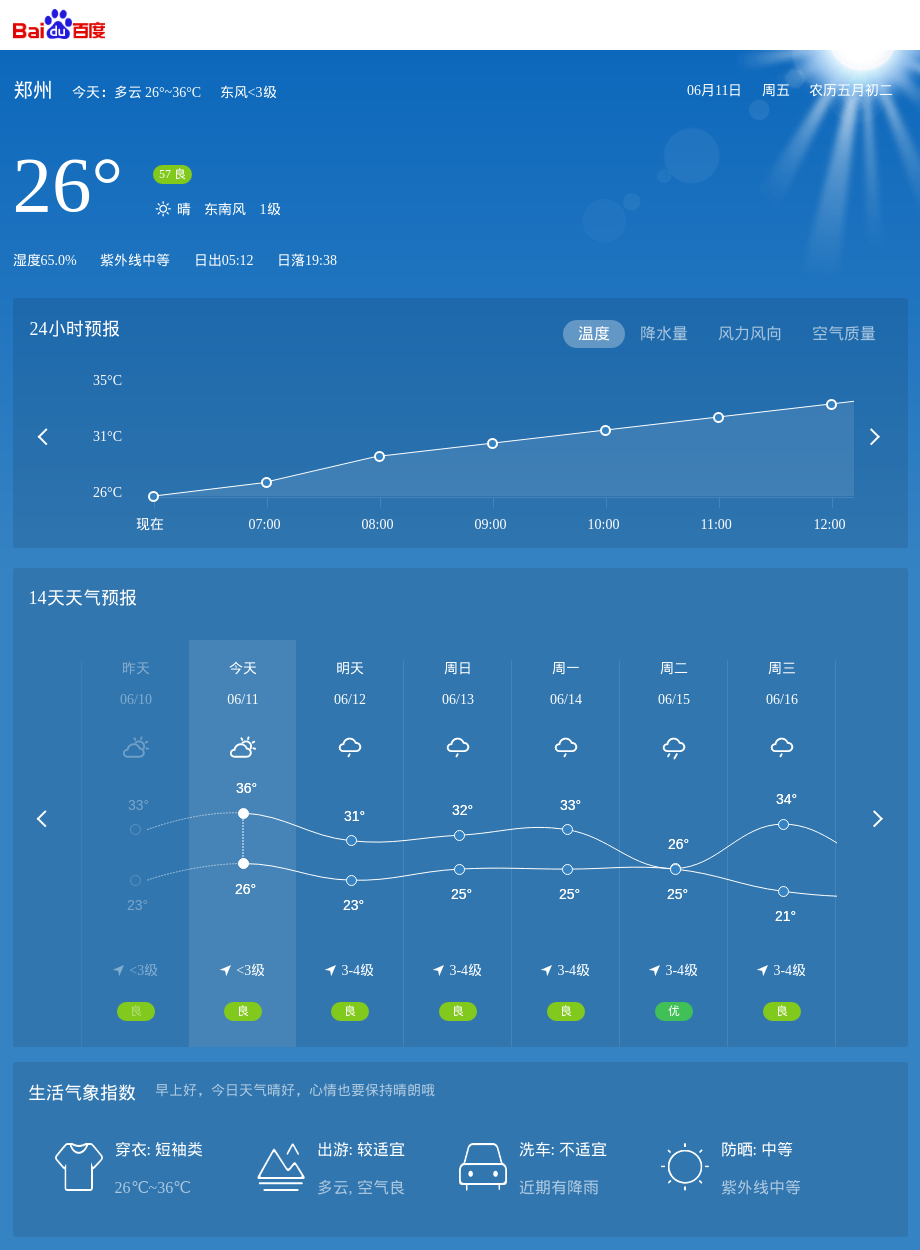 Bai du 百度
郑州 今天：多云 26°~36°C 东风<3级 06月11日 周五 农历五月初二
26°
57 良
晴 东南风 1级
湿度65.0% 紫外线中等 日出05:12 日落19:38
24小时预报
温度 降水量 风力风向 空气质量
35°C
31°C
26°C
现在 07:00 08:00 09:00 10:00 11:00 12:00
14天天气预报
昨天 今天 明天 周日 周一 周二 周三
06/10 06/11 06/12 06/13 06/14 06/15 06/16
33° 36° 31° 32° 33° 26° 34°
23° 26° 23° 25° 25° 25° 21°
<3级 <3级 3-4级 3-4级 3-4级 3-4级 3-4级
良 良 良 良 良 优 良
生活气象指数 早上好，今日天气晴好，心情也要保持晴朗哦
穿衣: 短袖类 出游: 较适宜 洗车: 不适宜 防晒: 中等
26℃~36℃ 多云, 空气良 近期有降雨 紫外线中等